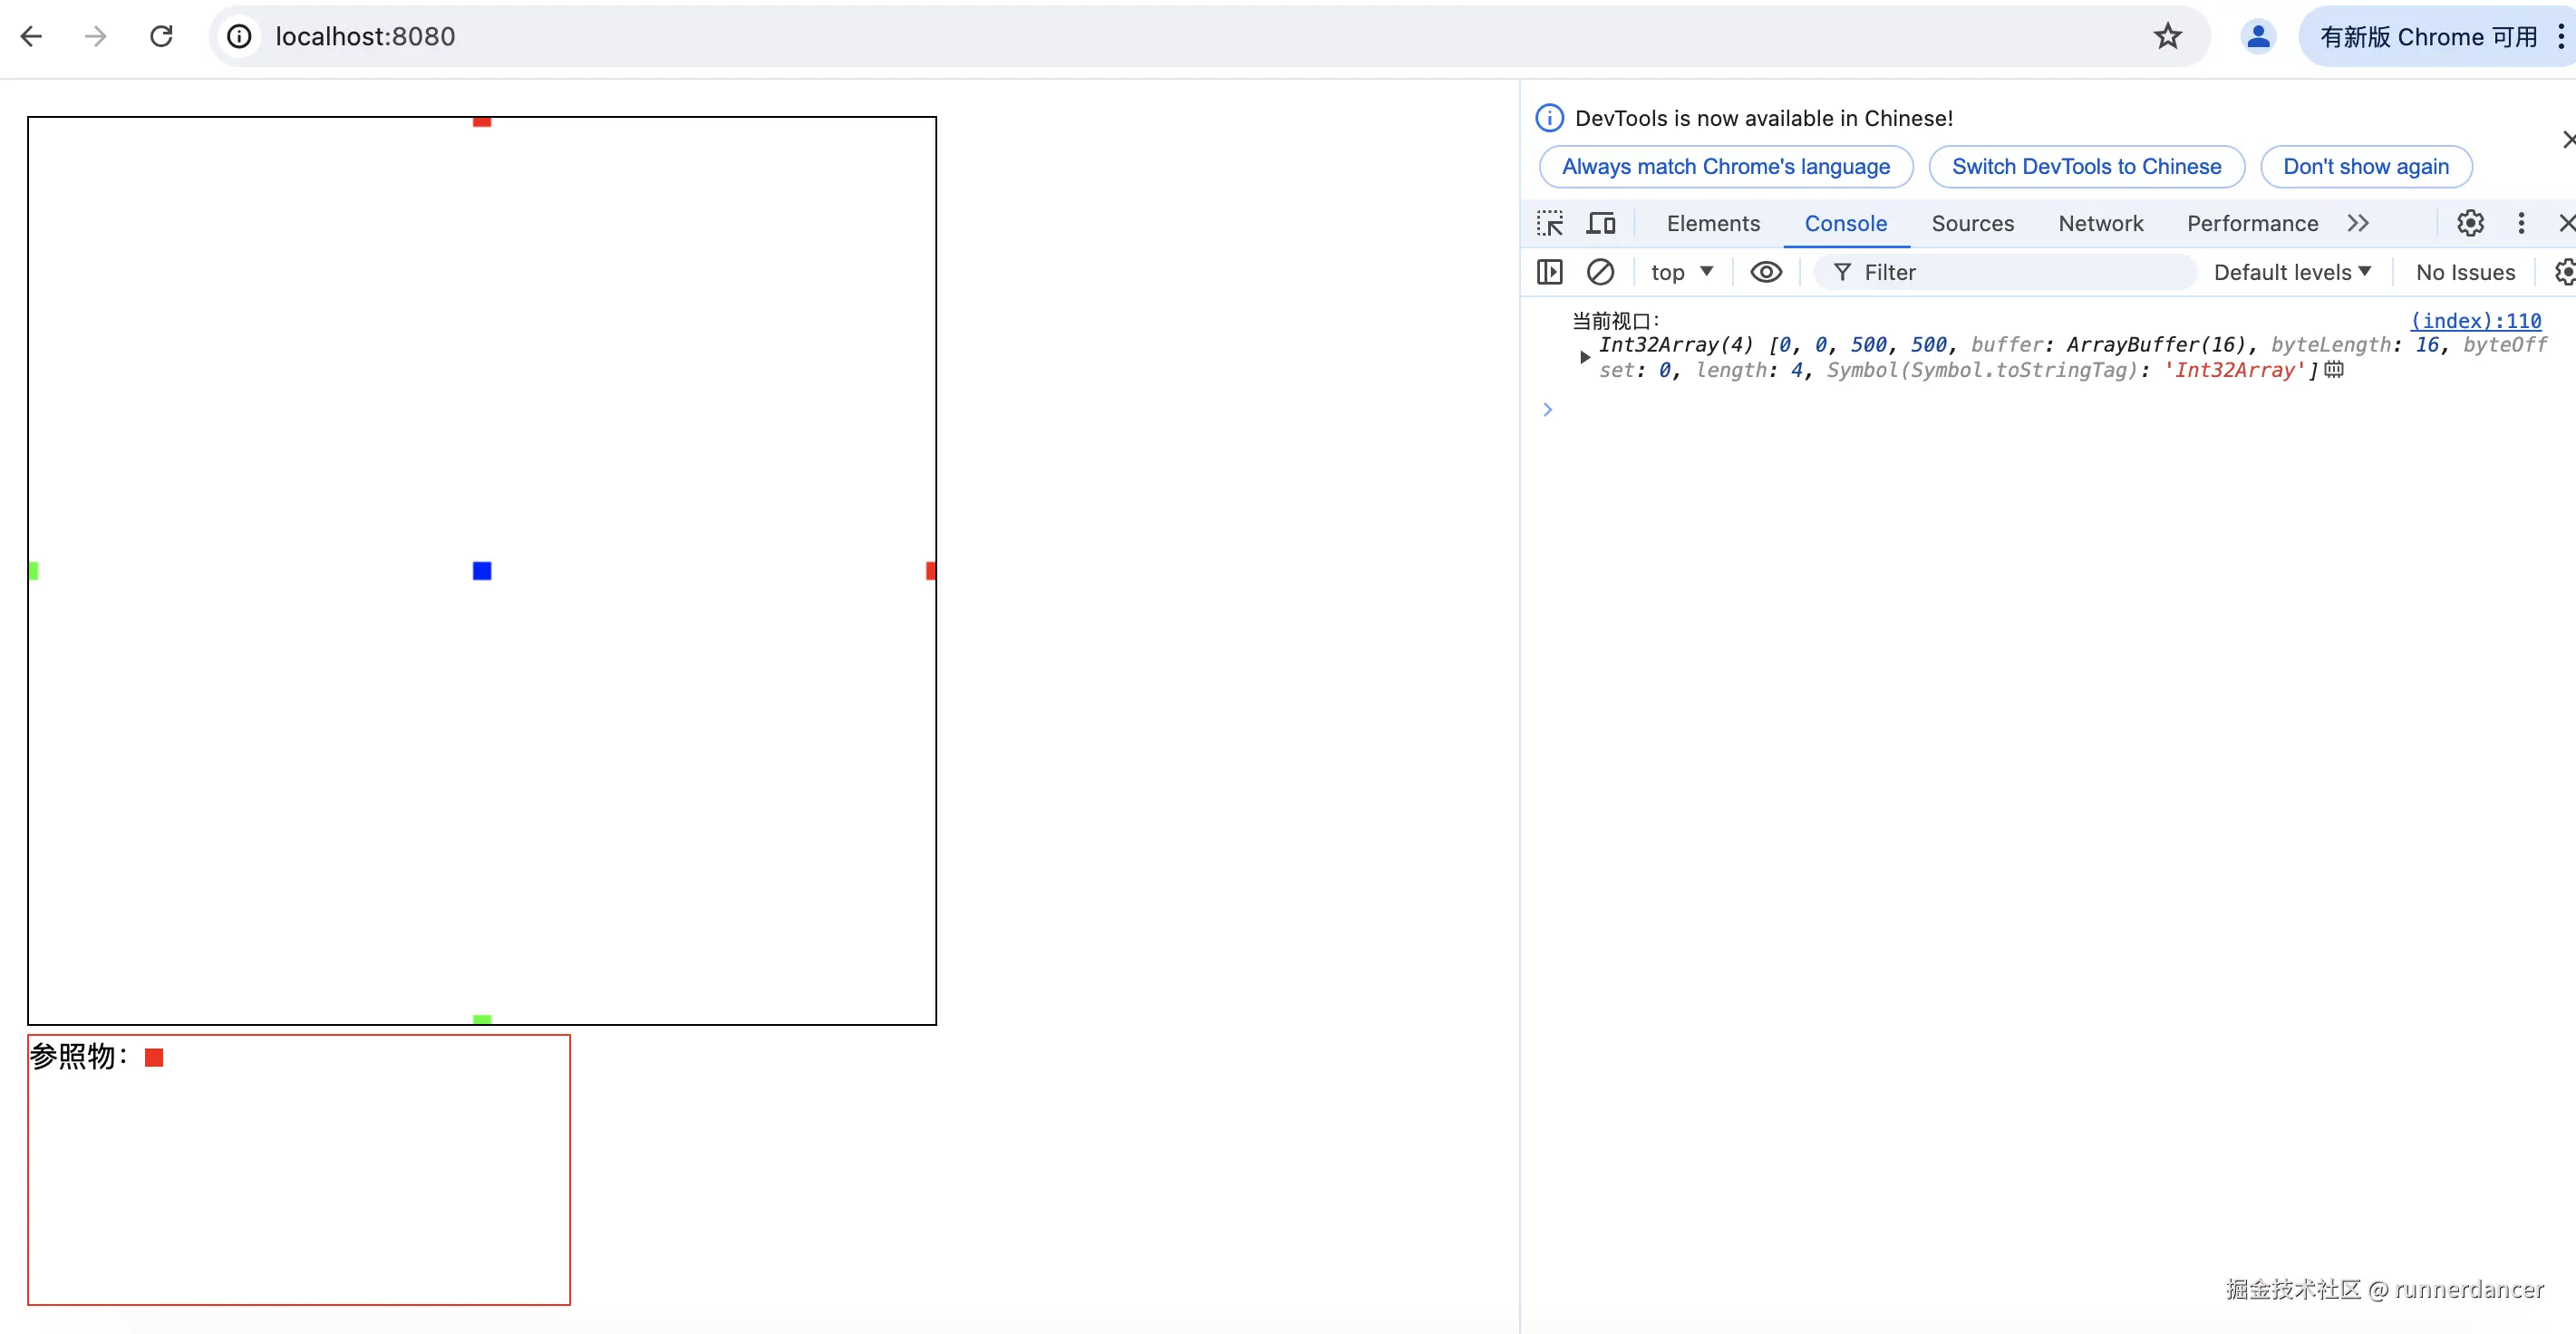 localhost:8080
有新版 Chrome 可用
DevTools is now available in Chinese!
Always match Chrome's language
Switch DevTools to Chinese
Don't show again
Elements
Console
Sources
Network
Performance
top
Filter
Default levels
No Issues
当前视口：
(index):110
Int32Array(4) [0, 0, 500, 500, buffer: ArrayBuffer(16), byteLength: 16, byteOff
set: 0, length: 4, Symbol(Symbol.toStringTag): 'Int32Array']
参照物：
掘金技术社区 @ runnerdancer